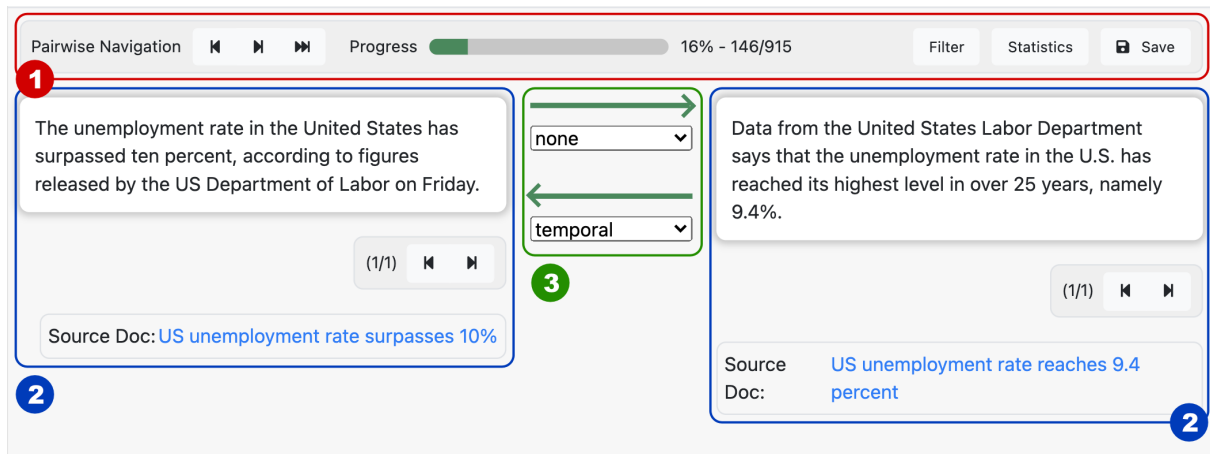 Pairwise Navigation Progress 16% - 146/915 Filter Statistics Save
1
The unemployment rate in the United States has
surpassed ten percent, according to figures
released by the US Department of Labor on Friday.
(1/1)
Source Doc: US unemployment rate surpasses 10%
2
none
temporal
3
Data from the United States Labor Department
says that the unemployment rate in the U.S. has
reached its highest level in over 25 years, namely
9.4%.
(1/1)
Source US unemployment rate reaches 9.4
Doc: percent
2